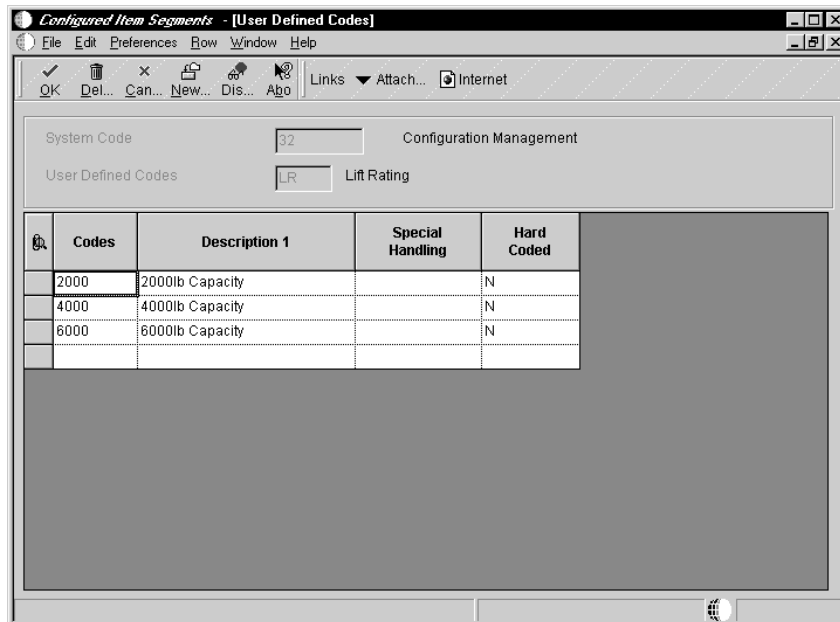 Configured Item Segments - [User Defined Codes]
File Edit Preferences Row Window Help
OK Del... Can... New... Dis... Abo Links Attach... Internet
System Code 32 Configuration Management
User Defined Codes LR Lift Rating
Codes Description 1 Special Handling Hard Coded
2000 2000lb Capacity N
4000 4000lb Capacity N
6000 6000lb Capacity N